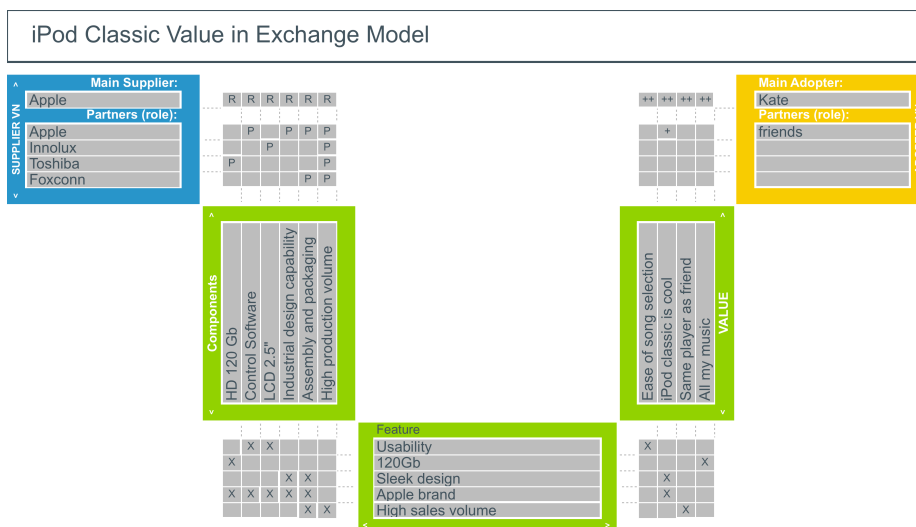 iPod Classic Value in Exchange Model
SUPPLIER VN
Main Supplier:
Apple
Partners (role):
Apple
Innolux
Toshiba
Foxconn
R R R R R R
P P P P
P P
P P
P P
++ ++ ++ ++
+
Main Adopter:
Kate
Partners (role):
friends
Components
HD 120 Gb
Control Software
LCD 2.5"
Industrial design capability
Assembly and packaging
High production volume
Ease of song selection
iPod classic is cool
Same player as friend
All my music
VALUE
Feature
Usability
120Gb
Sleek design
Apple brand
High sales volume
X X
X
X X
X X X X X
X X
X
X
X
X
X